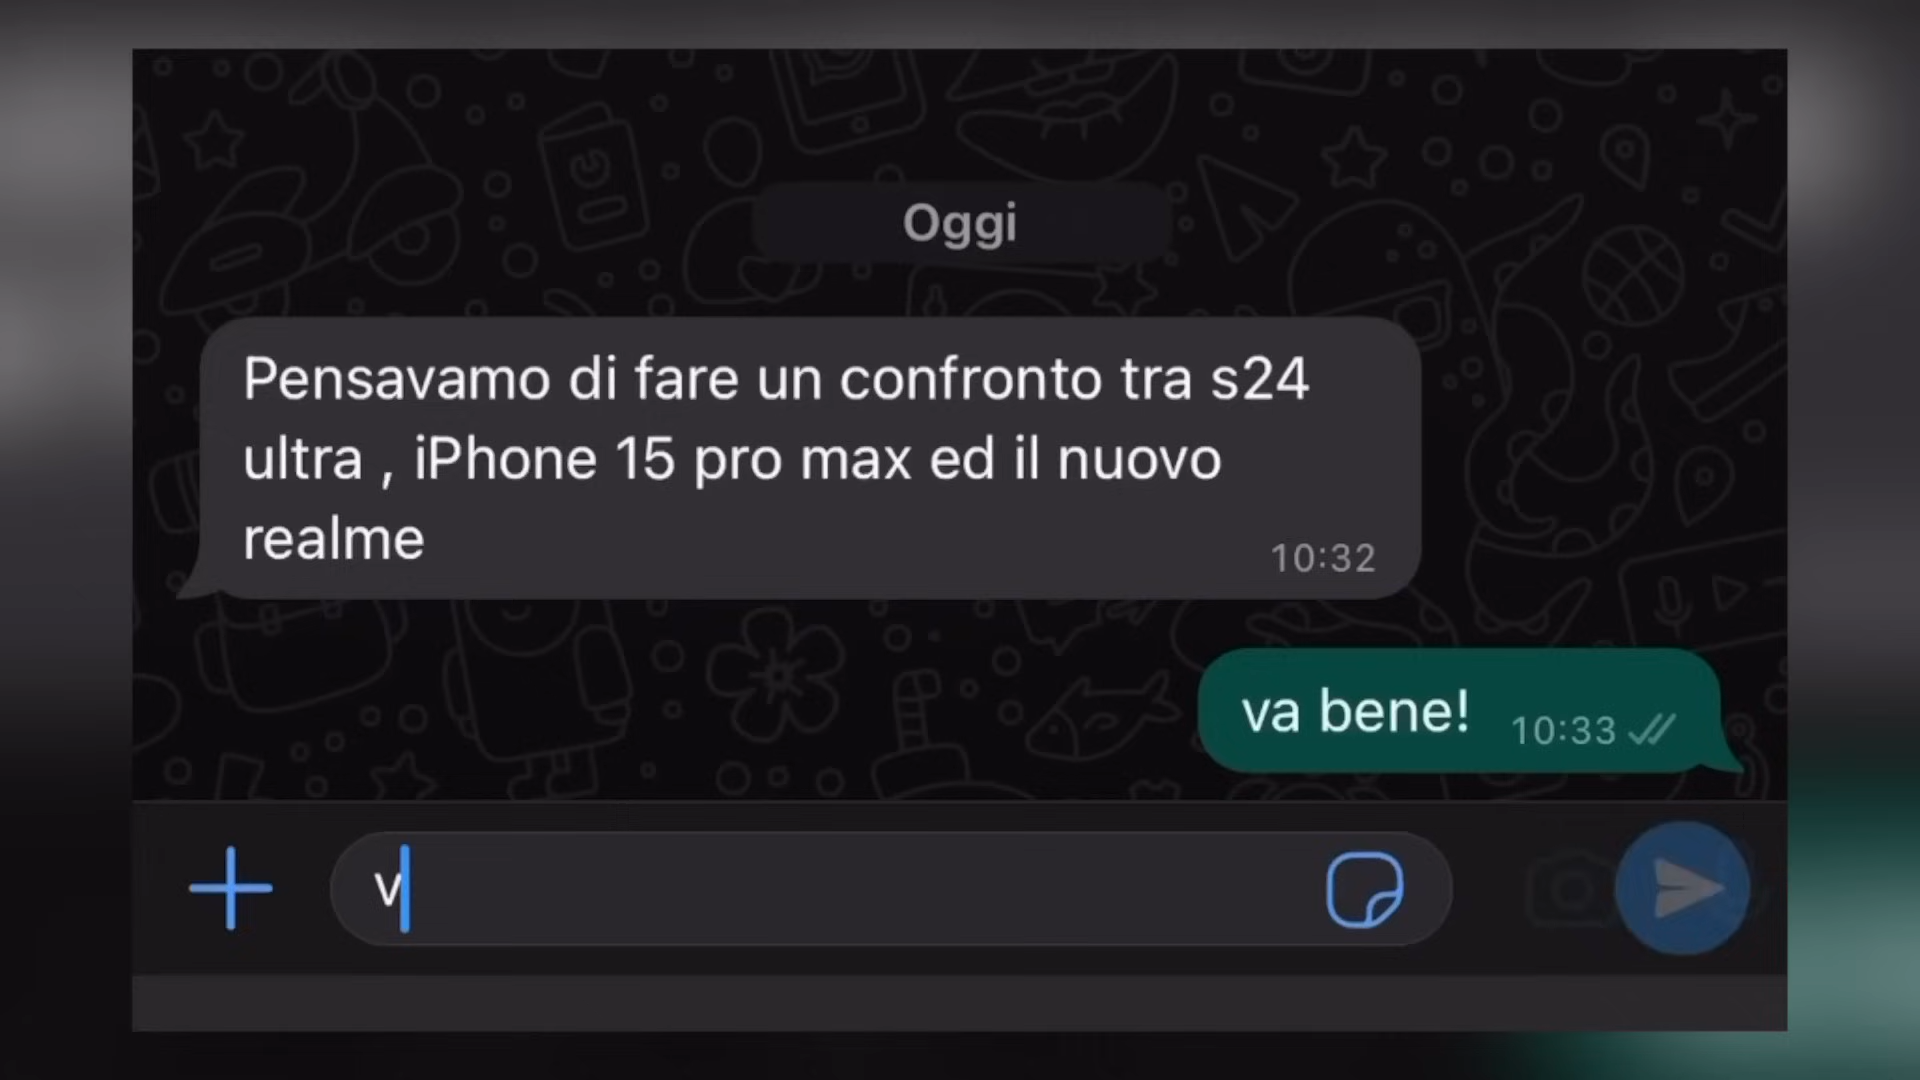 Oggi
Pensavamo di fare un confronto tra s24
ultra , iPhone 15 pro max ed il nuovo
realme
10:32
va bene! 10:33
v